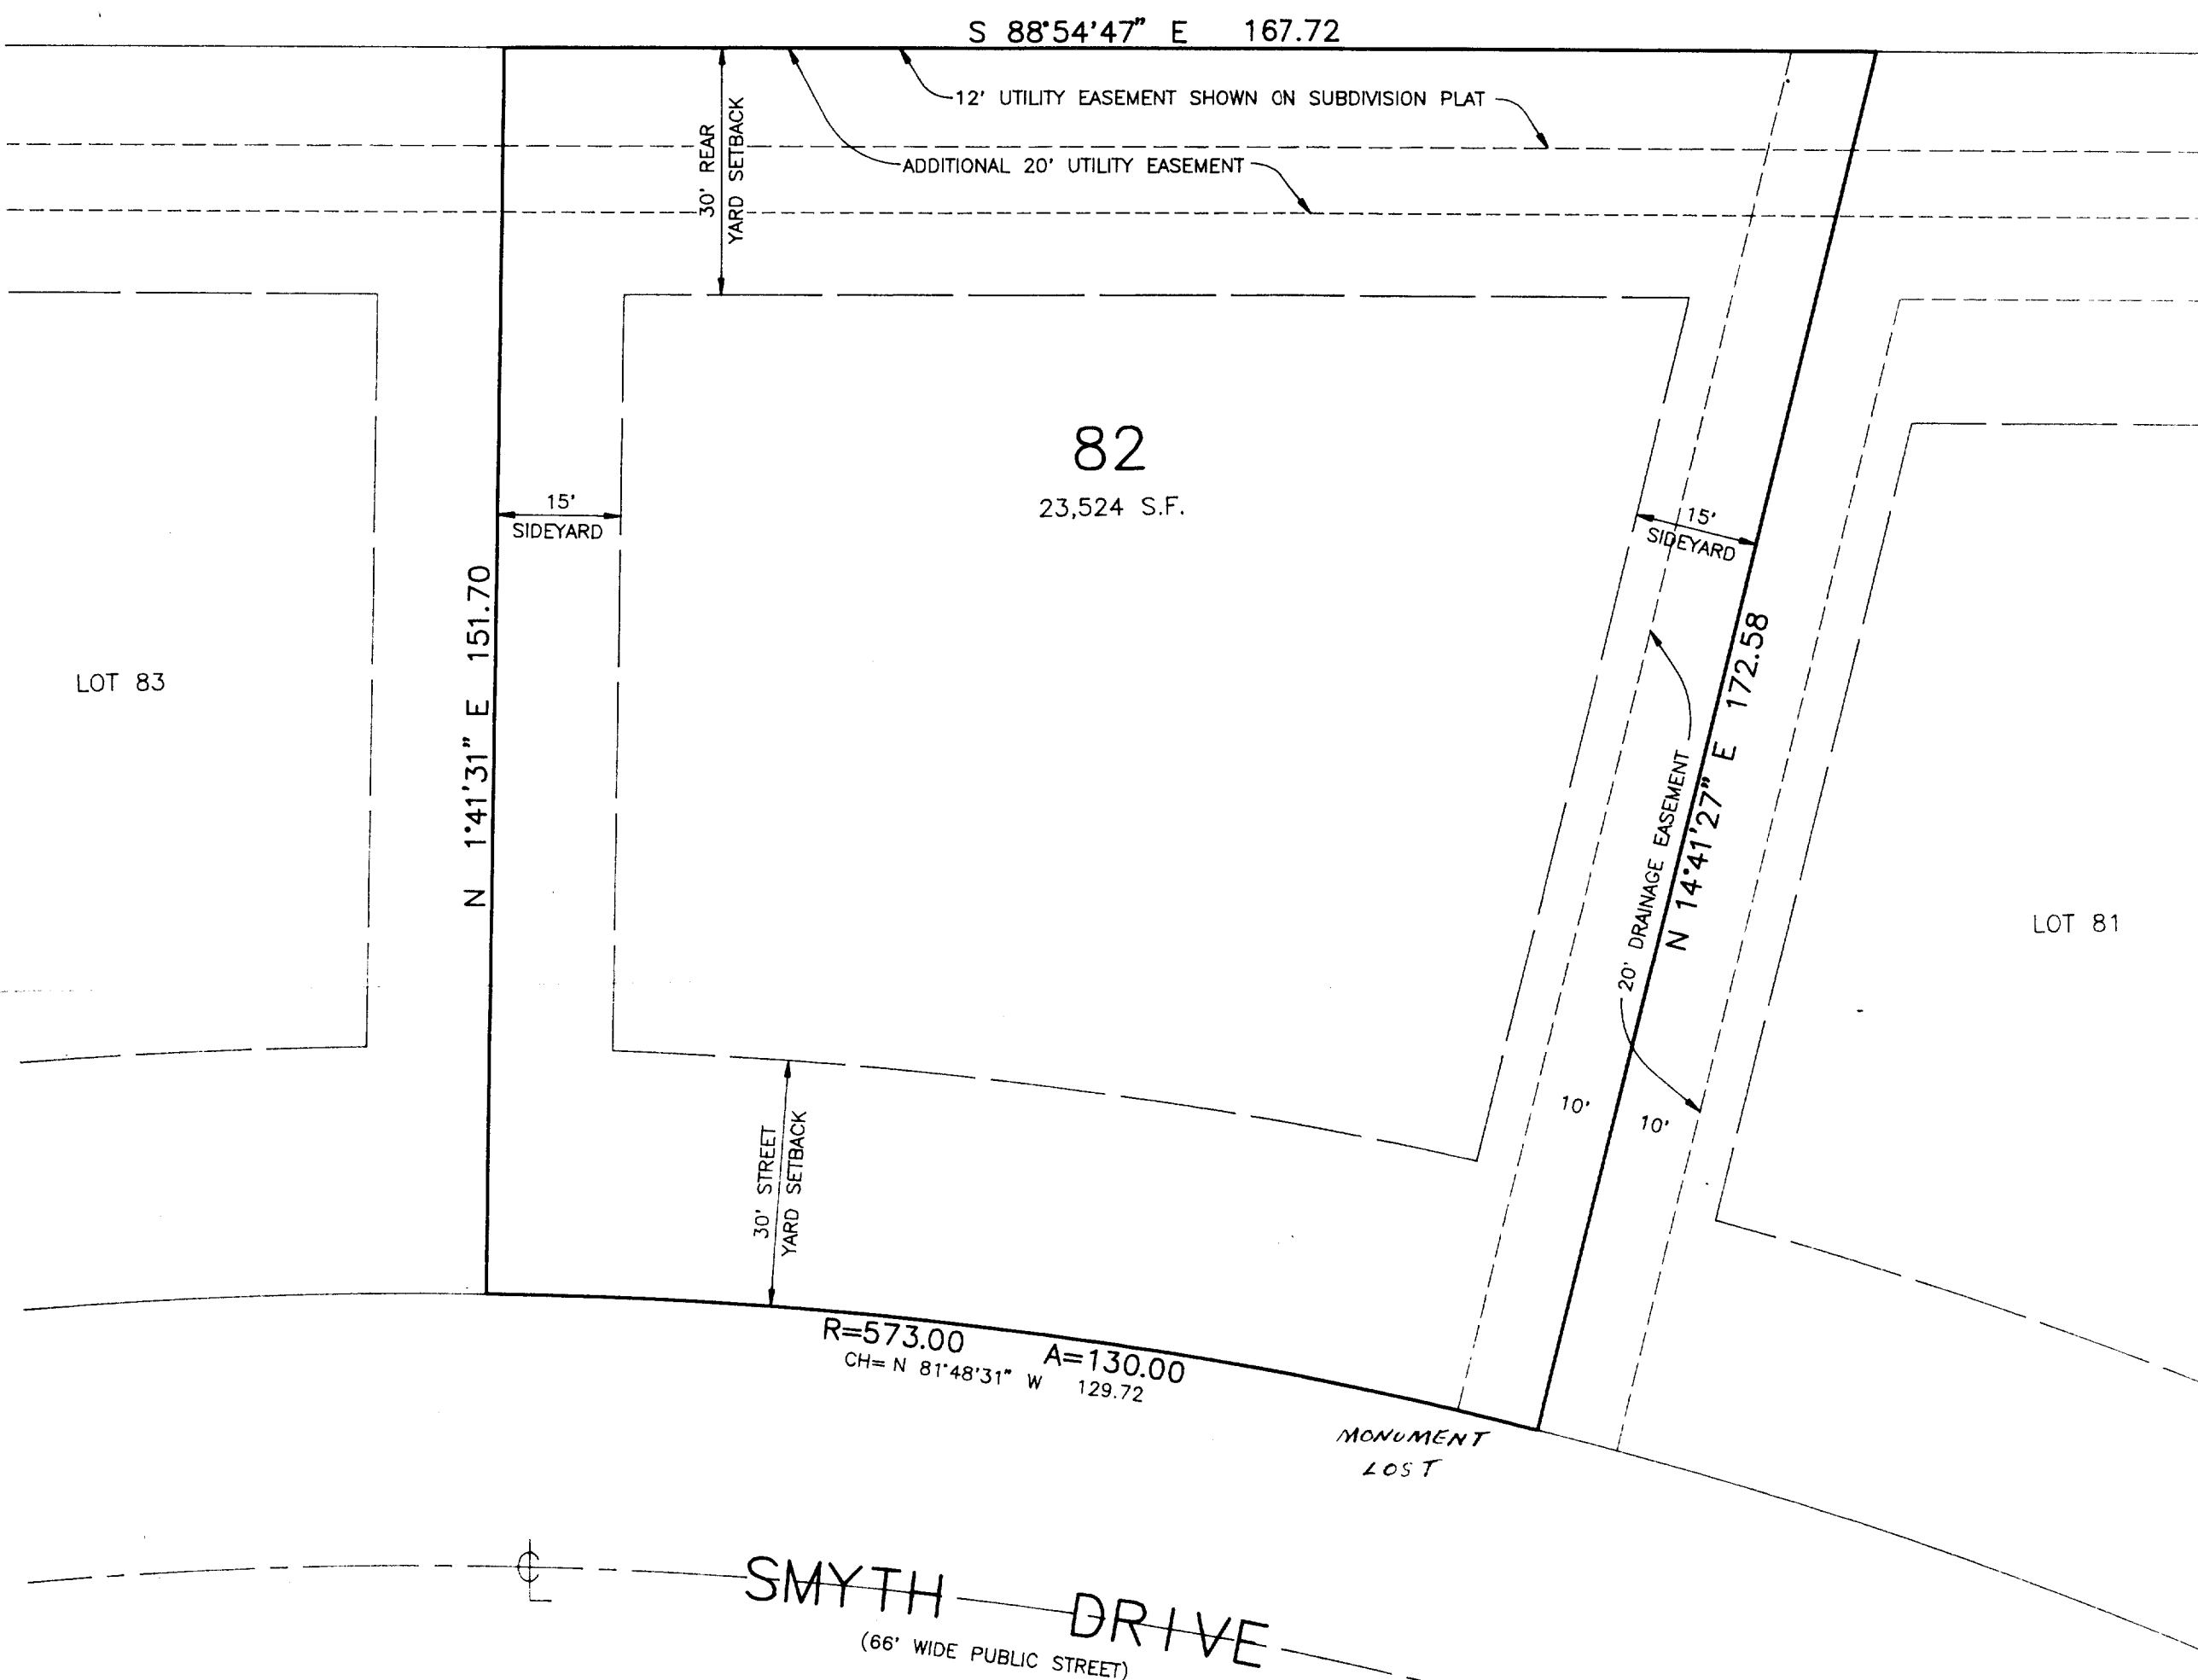 S 88°54'47" E 167.72
12' UTILITY EASEMENT SHOWN ON SUBDIVISION PLAT
ADDITIONAL 20' UTILITY EASEMENT
30' REAR
YARD SETBACK
82
23,524 S.F.
15'
SIDEYARD
15'
SIDEYARD
N 1°41'31" E 151.70
LOT 83
N 14°41'27" E 172.58
20' DRAINAGE EASEMENT
LOT 81
10'
10'
30' STREET
YARD SETBACK
R=573.00 A=130.00
CH= N 81°48'31" W 129.72
MONUMENT
LOST
℄
SMYTH DRIVE
(66' WIDE PUBLIC STREET)